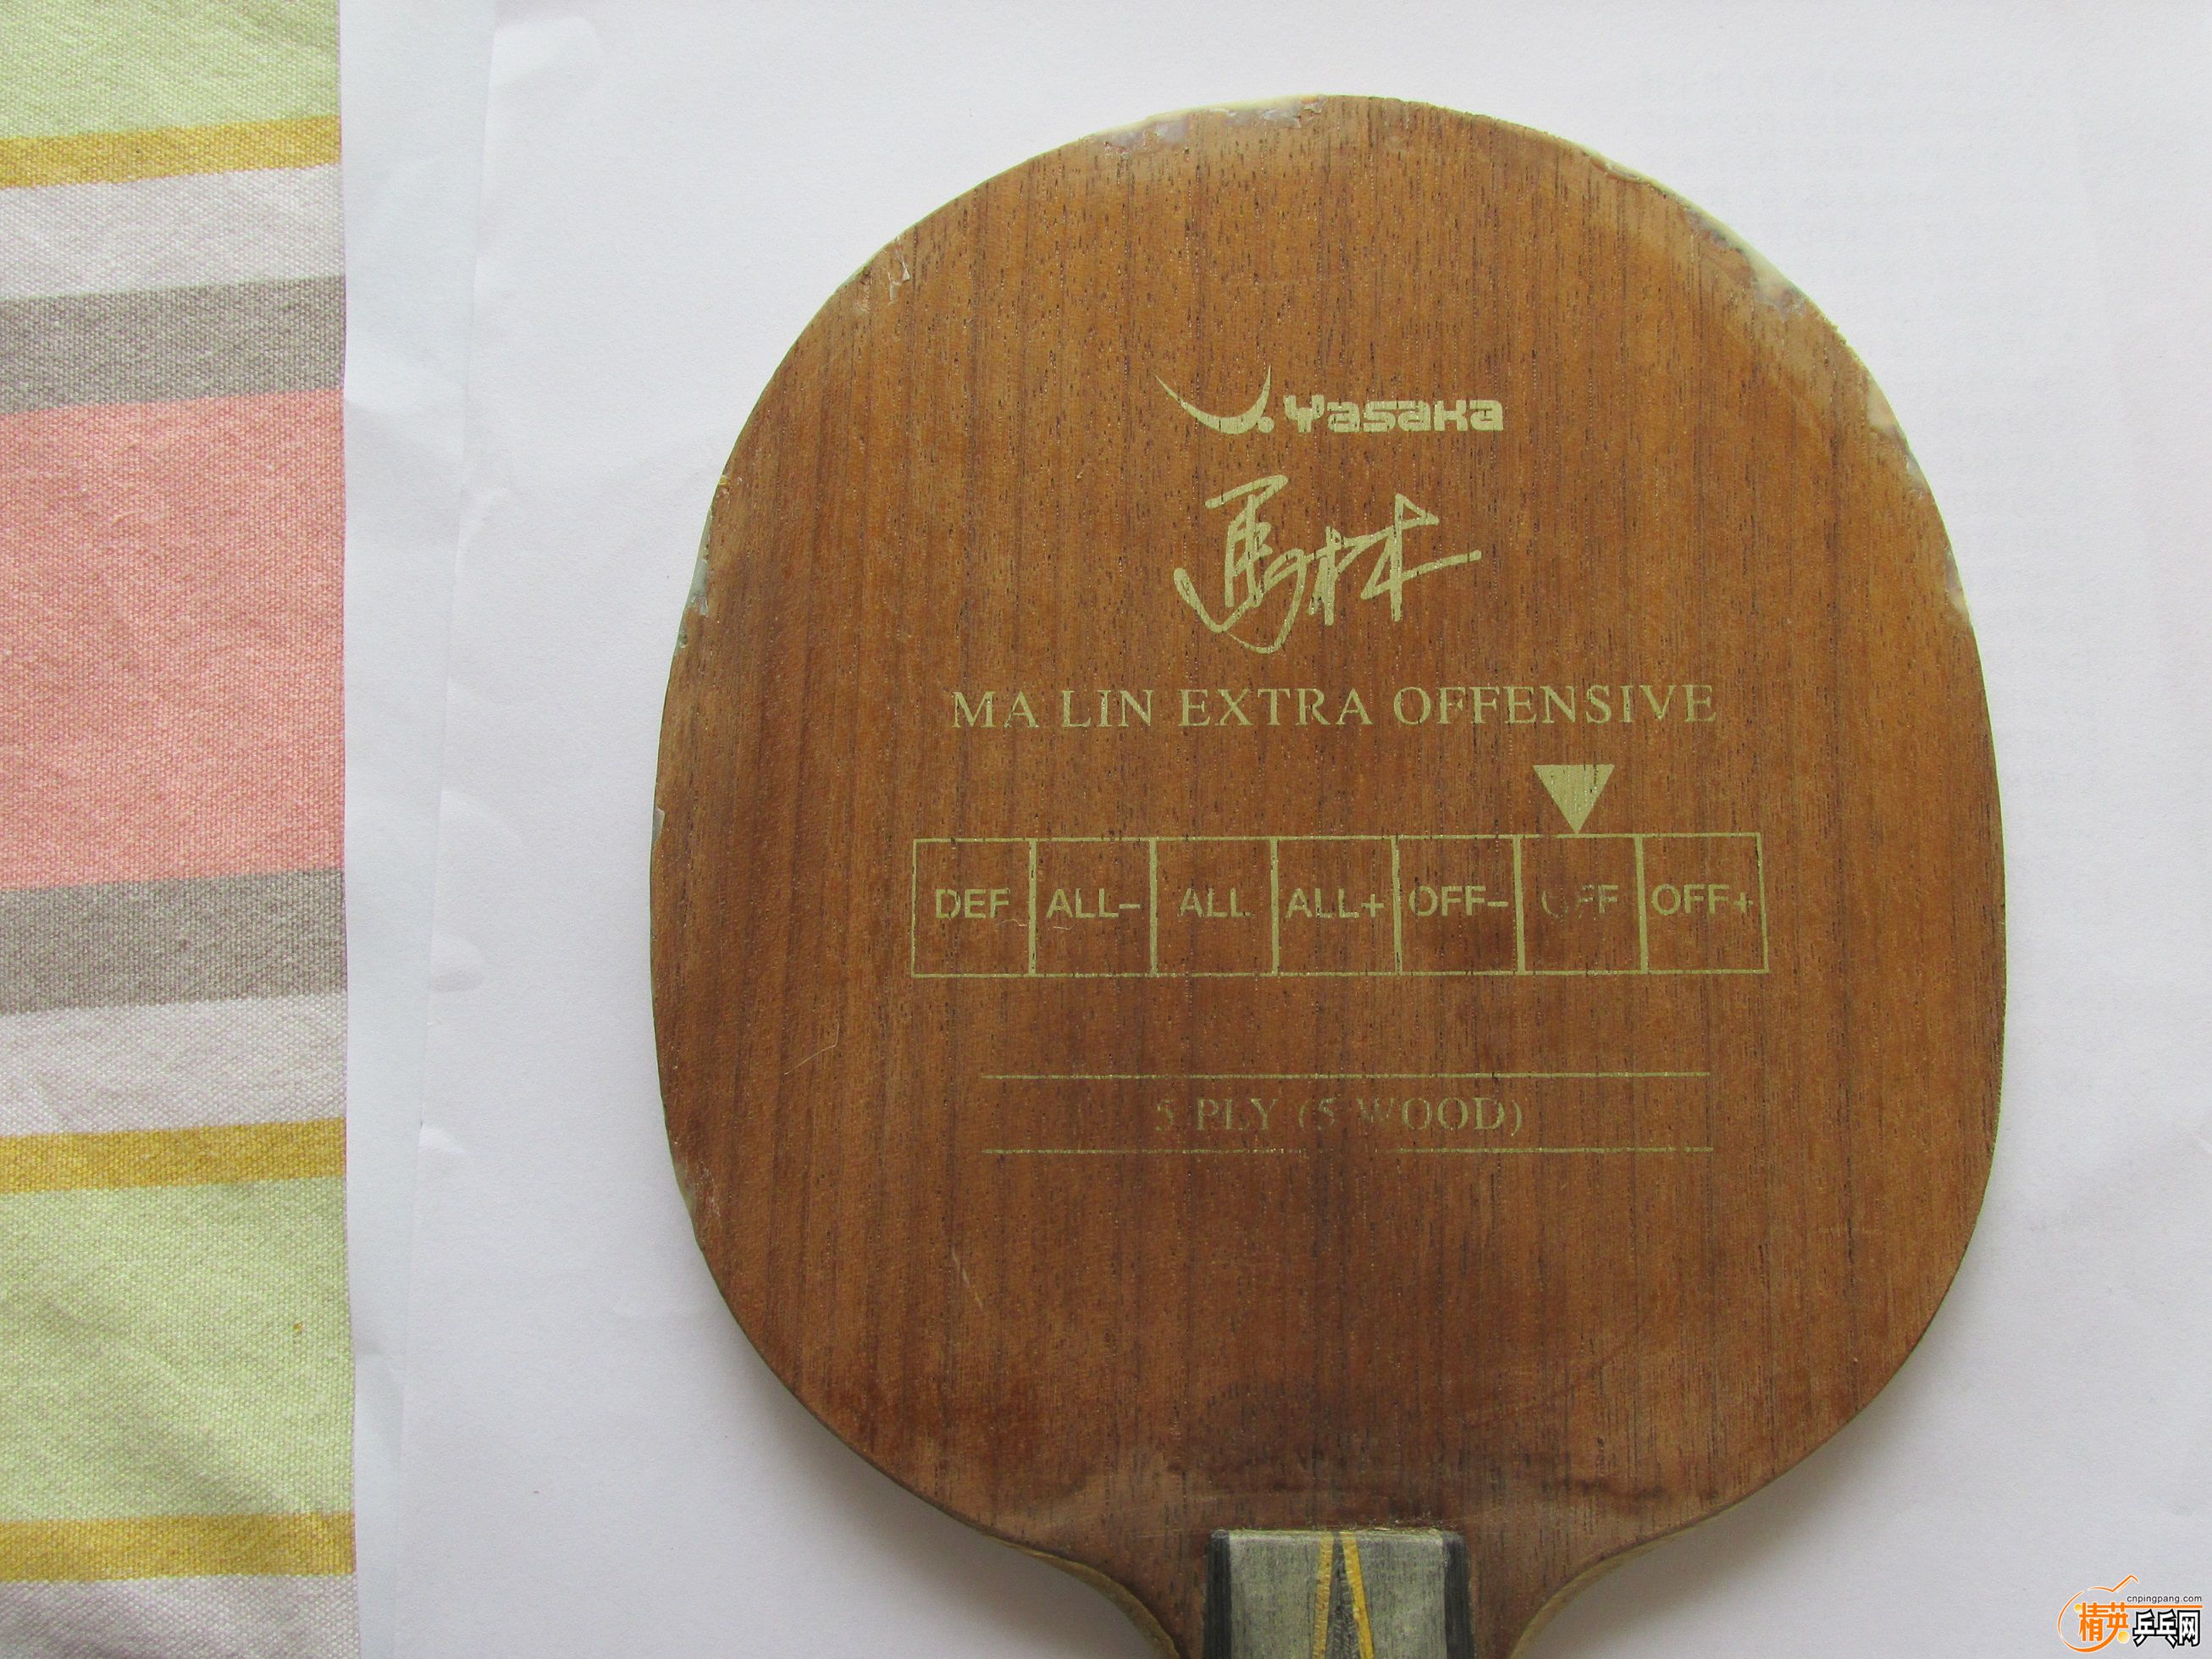 Yasaka
馬林
MA LIN EXTRA OFFENSIVE
DEF ALL- ALL ALL+ OFF- OFF OFF+
5 PLY (5 WOOD)
cnpingpang.com
精英乒乓网